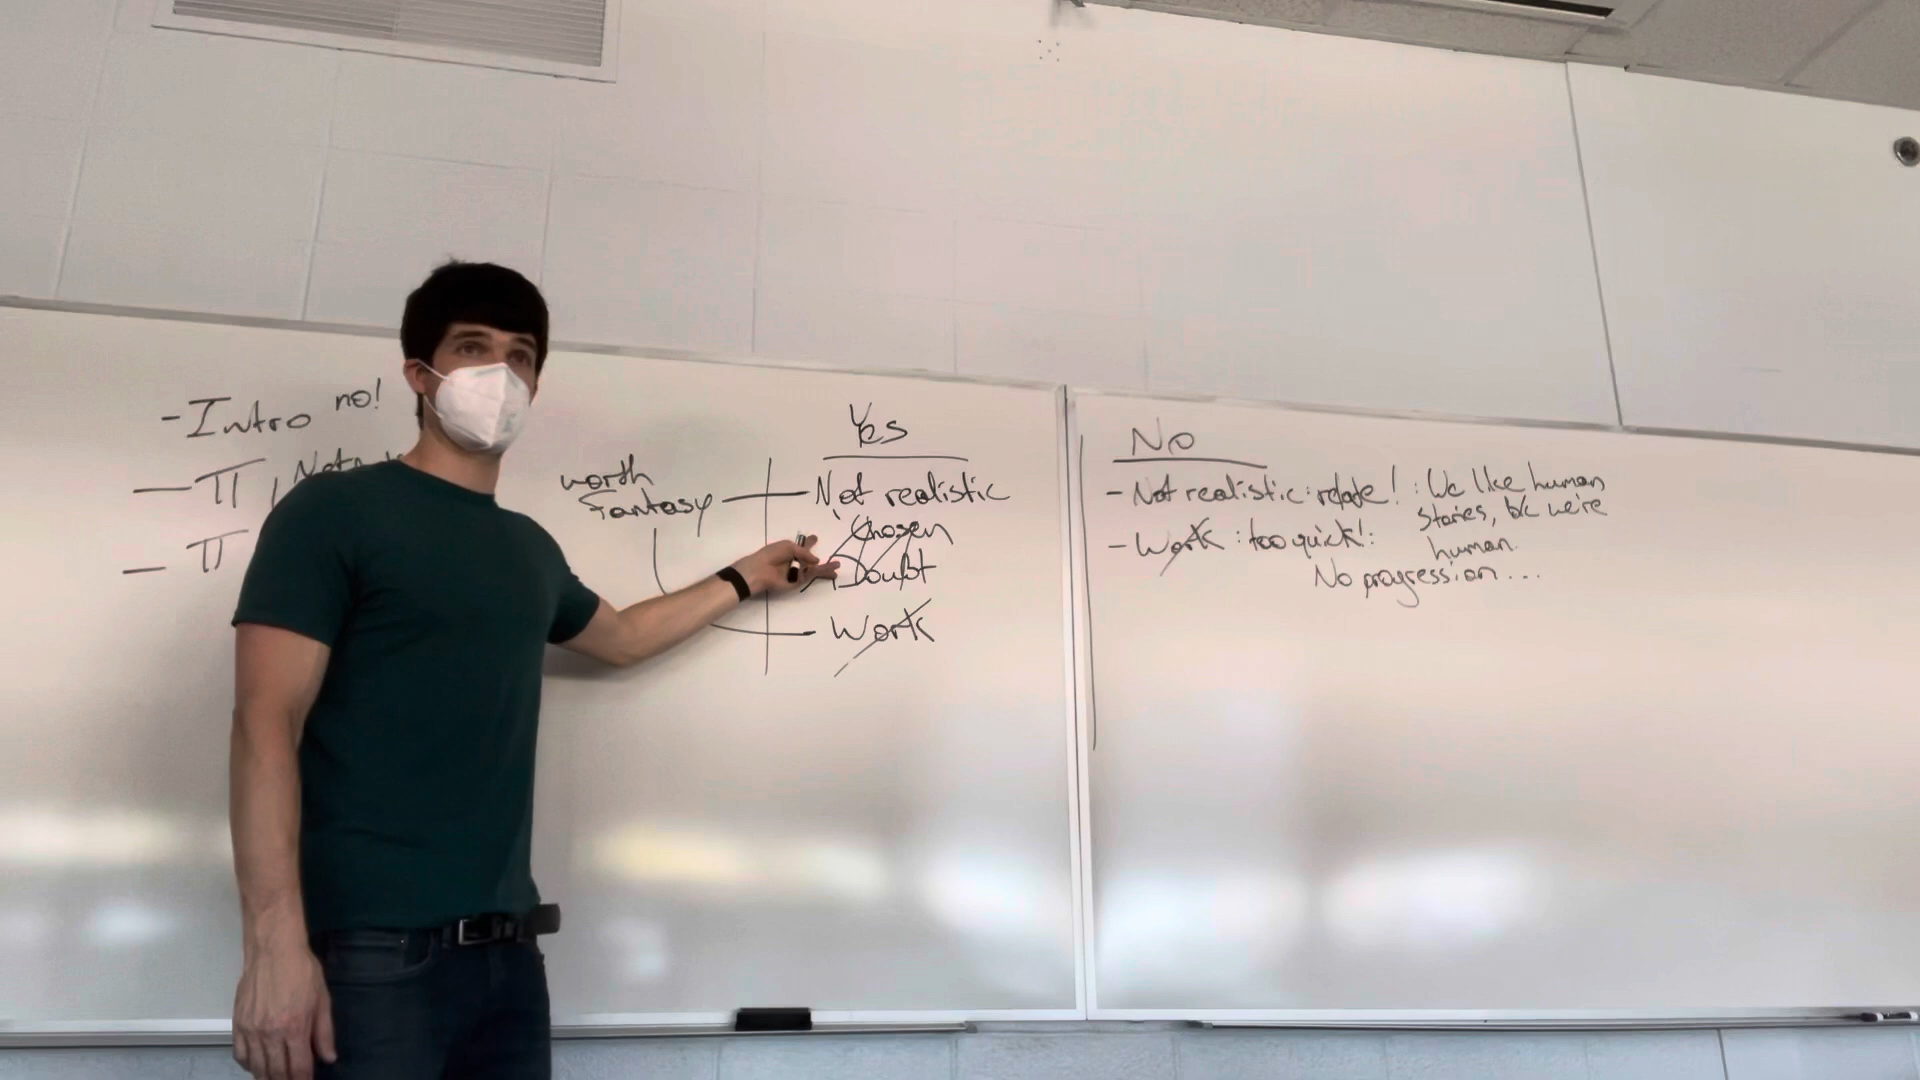 - Intro no!
— π
— π
worth
fantasy
Yes
Not realistic
Chosen
Doubt
Work
No
- Not realistic: relate! : We like human
stories, b/c we're
human.
- Work : too quick!:
No progression...